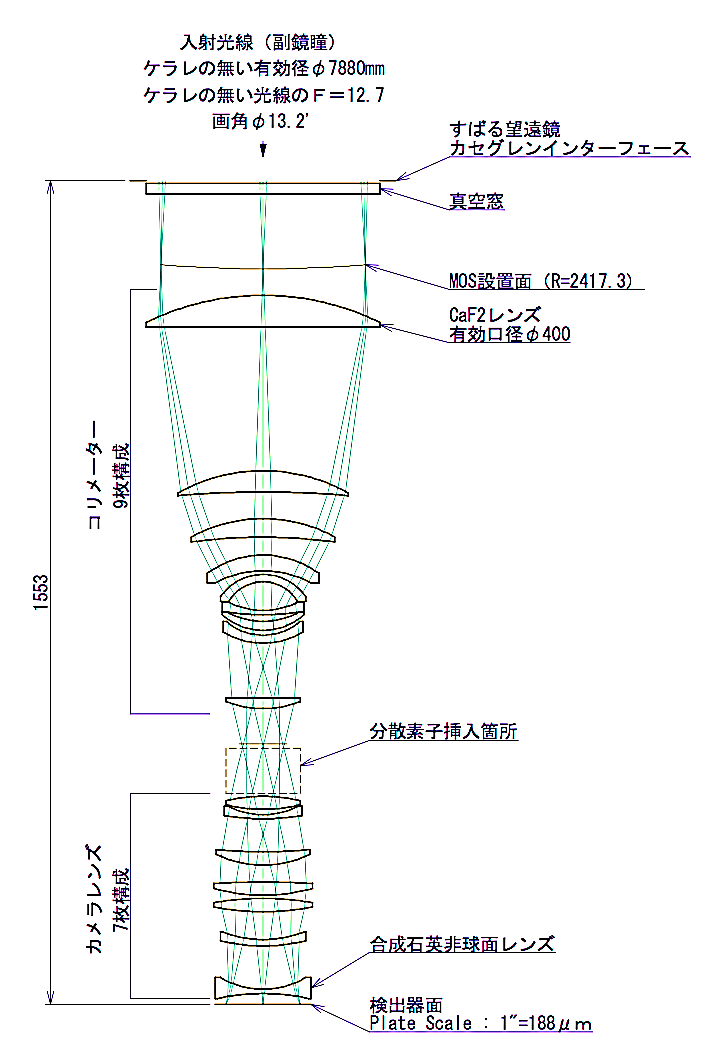 入射光線（副鏡瞳）
ケラレの無い有効径φ7880mm
ケラレの無い光線のＦ＝12.7
画角φ13.2'
すばる望遠鏡
カセグレンインターフェース
真空窓
MOS設置面 (R=2417.3)
CaF2レンズ
有効口径φ400
コリメーター
9枚構成
1553
分散素子挿入箇所
カメラレンズ
7枚構成
合成石英非球面レンズ
検出器面
Plate Scale : 1"=188μm